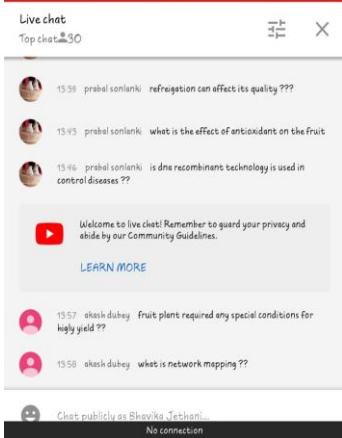 Live chat
Top chat 30
15:39 prabal sonlanki refreigation can affect its quality ???
15:45 prabal sonlanki what is the effect of antioxidant on the fruit
15:46 prabal sonlanki is dna recombinant technology is used in
control diseases ??
Welcome to live chat! Remember to guard your privacy and
abide by our Community Guidelines.
LEARN MORE
15:57 akash dubey fruit plant required any special conditions for
higly yield ??
15:58 akash dubey what is network mapping ??
Chat publicly as Bhavika Jethani...
No connection